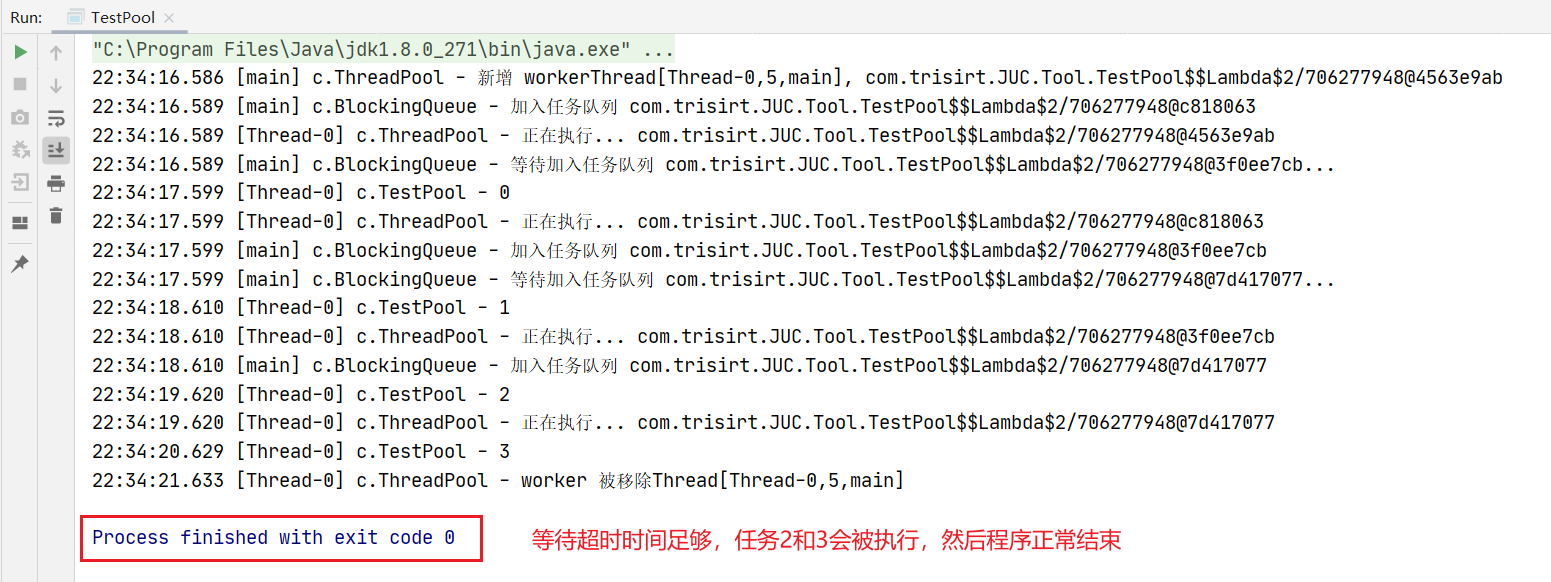 Run: TestPool
"C:\Program Files\Java\jdk1.8.0_271\bin\java.exe" ...
22:34:16.586 [main] c.ThreadPool - 新增 workerThread[Thread-0,5,main], com.trisirt.JUC.Tool.TestPool$$Lambda$2/706277948@4563e9ab
22:34:16.589 [main] c.BlockingQueue - 加入任务队列 com.trisirt.JUC.Tool.TestPool$$Lambda$2/706277948@c818063
22:34:16.589 [Thread-0] c.ThreadPool - 正在执行... com.trisirt.JUC.Tool.TestPool$$Lambda$2/706277948@4563e9ab
22:34:16.589 [main] c.BlockingQueue - 等待加入任务队列 com.trisirt.JUC.Tool.TestPool$$Lambda$2/706277948@3f0ee7cb...
22:34:17.599 [Thread-0] c.TestPool - 0
22:34:17.599 [Thread-0] c.ThreadPool - 正在执行... com.trisirt.JUC.Tool.TestPool$$Lambda$2/706277948@c818063
22:34:17.599 [main] c.BlockingQueue - 加入任务队列 com.trisirt.JUC.Tool.TestPool$$Lambda$2/706277948@3f0ee7cb
22:34:17.599 [main] c.BlockingQueue - 等待加入任务队列 com.trisirt.JUC.Tool.TestPool$$Lambda$2/706277948@7d417077...
22:34:18.610 [Thread-0] c.TestPool - 1
22:34:18.610 [Thread-0] c.ThreadPool - 正在执行... com.trisirt.JUC.Tool.TestPool$$Lambda$2/706277948@3f0ee7cb
22:34:18.610 [main] c.BlockingQueue - 加入任务队列 com.trisirt.JUC.Tool.TestPool$$Lambda$2/706277948@7d417077
22:34:19.620 [Thread-0] c.TestPool - 2
22:34:19.620 [Thread-0] c.ThreadPool - 正在执行... com.trisirt.JUC.Tool.TestPool$$Lambda$2/706277948@7d417077
22:34:20.629 [Thread-0] c.TestPool - 3
22:34:21.633 [Thread-0] c.ThreadPool - worker 被移除Thread[Thread-0,5,main]
Process finished with exit code 0
等待超时时间足够，任务2和3会被执行，然后程序正常结束